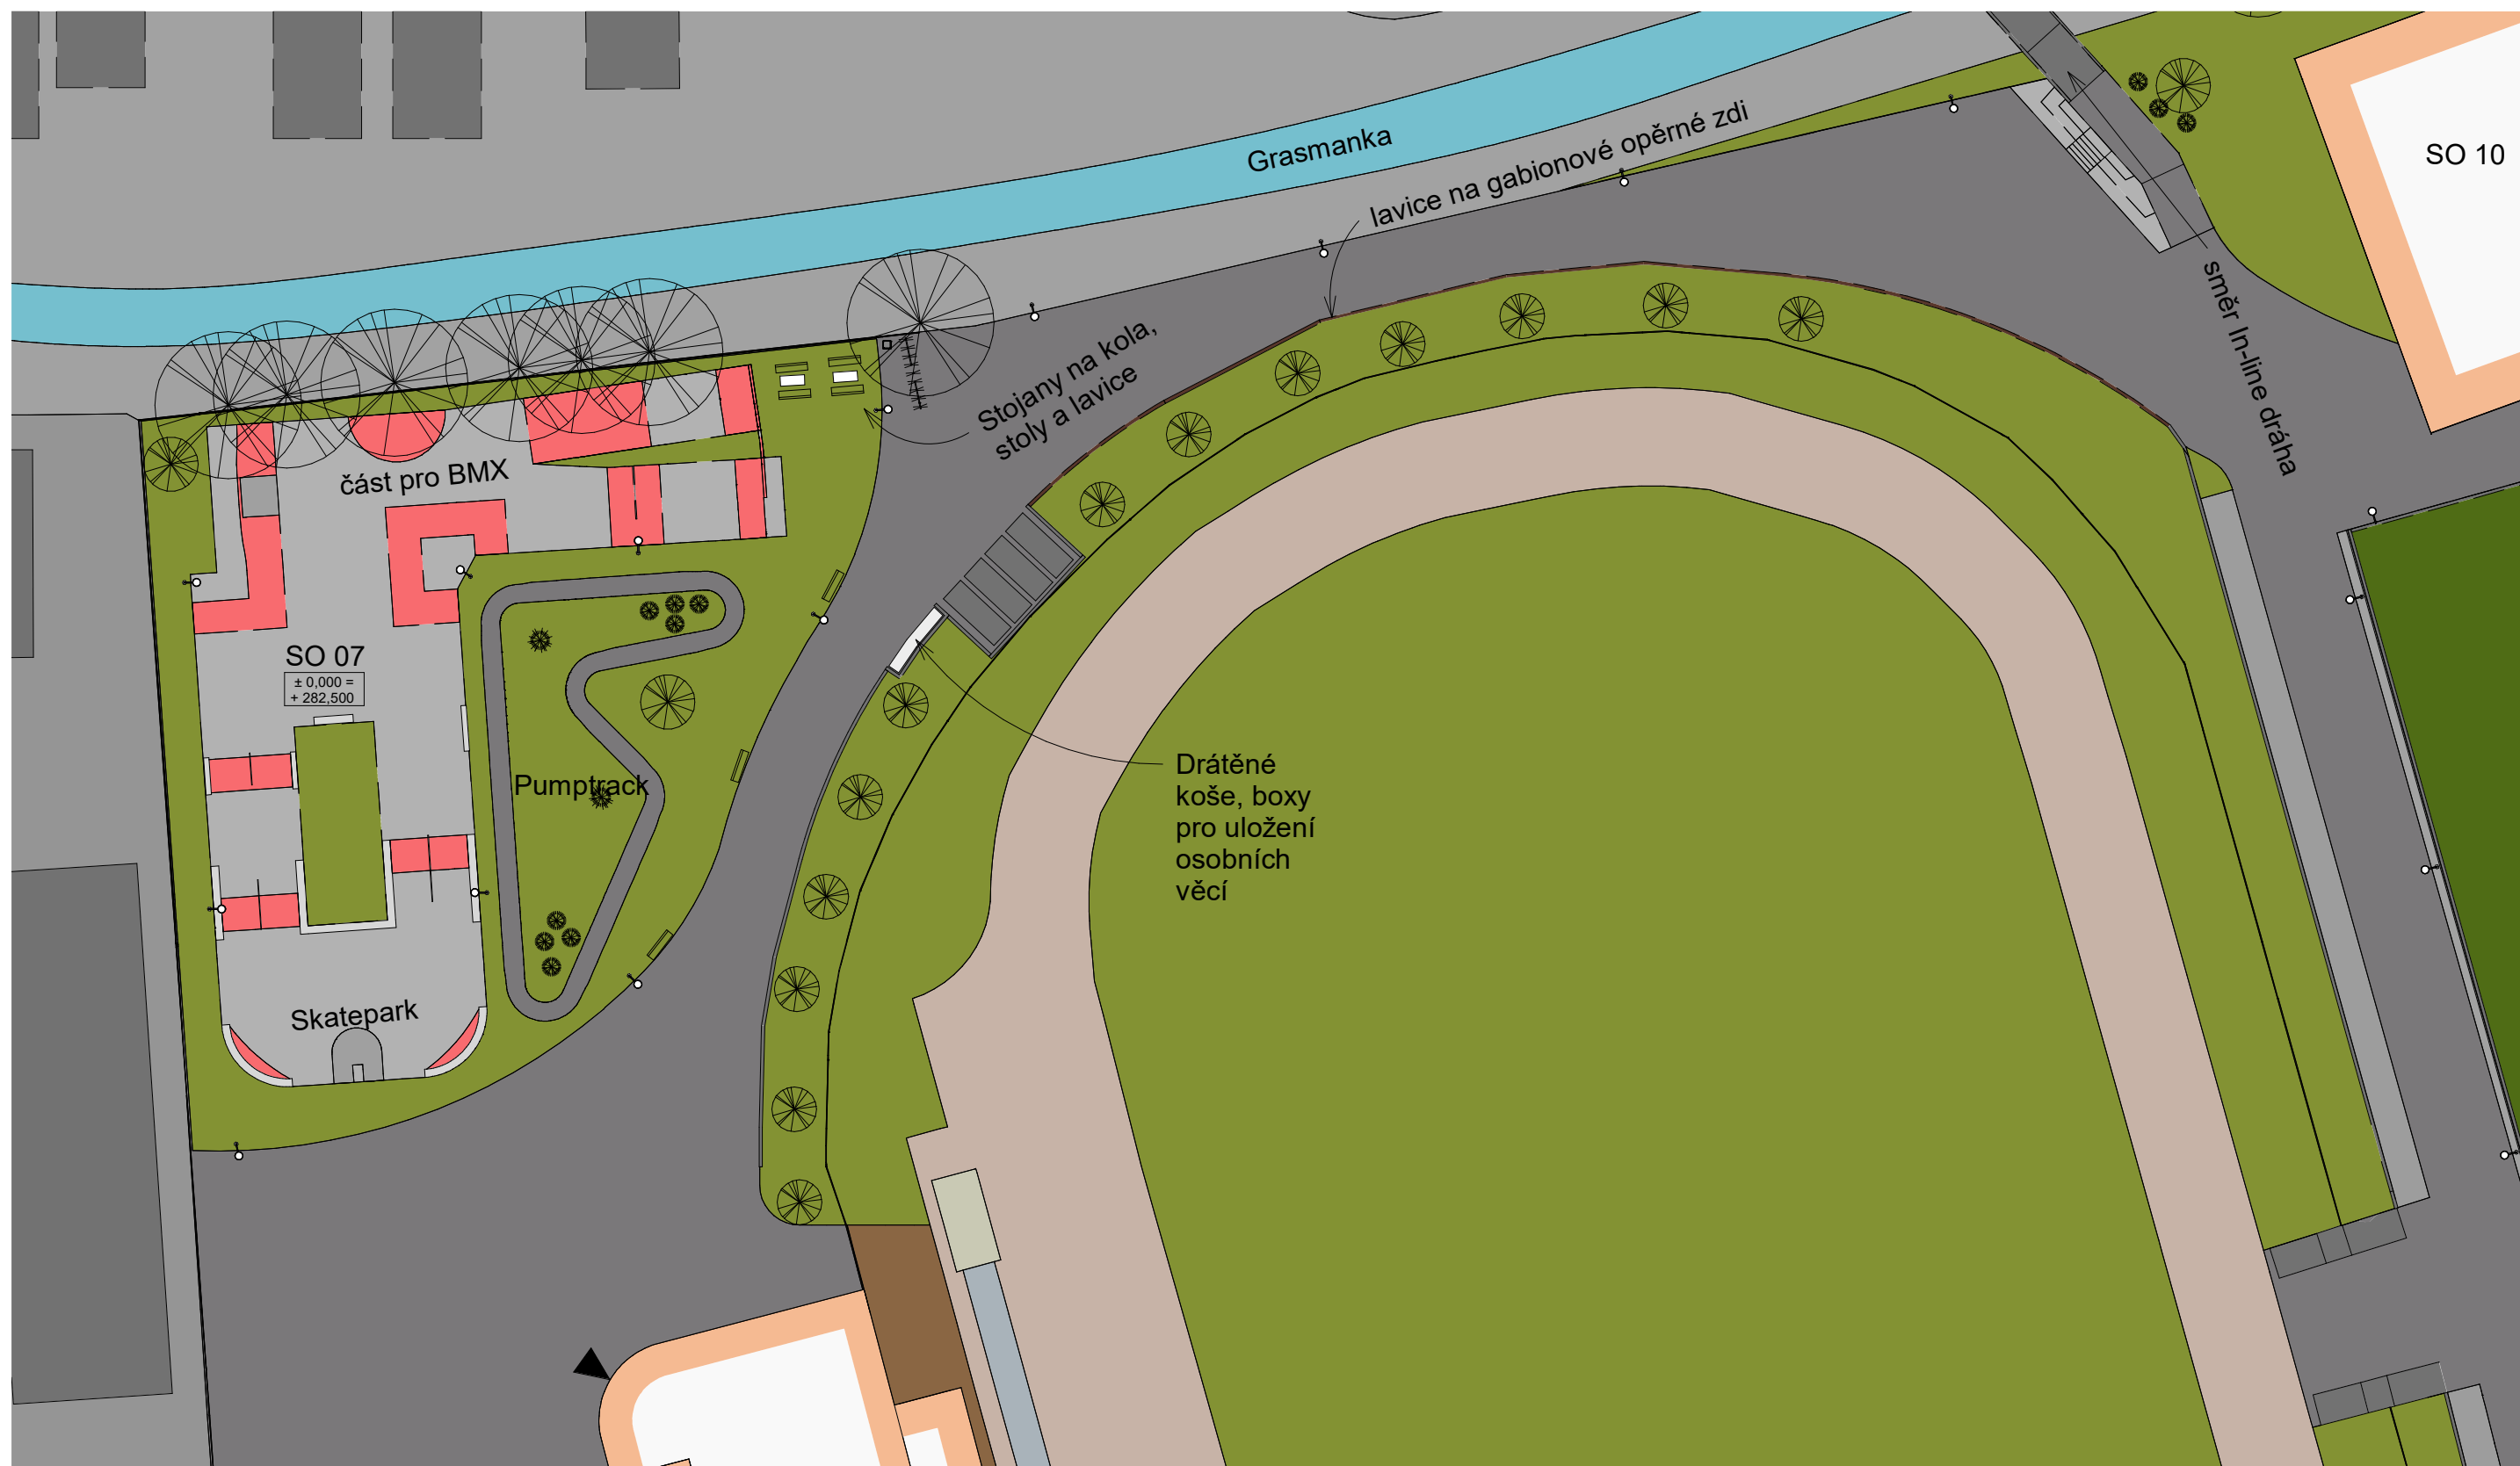 Grasmanka
lavice na gabionové opěrné zdi
SO 10
směr In-line dráha
Stojany na kola,
stoly a lavice
část pro BMX
SO 07
± 0,000 =
+ 282,500
Pumptrack
Drátěné
koše, boxy
pro uložení
osobních
věcí
Skatepark